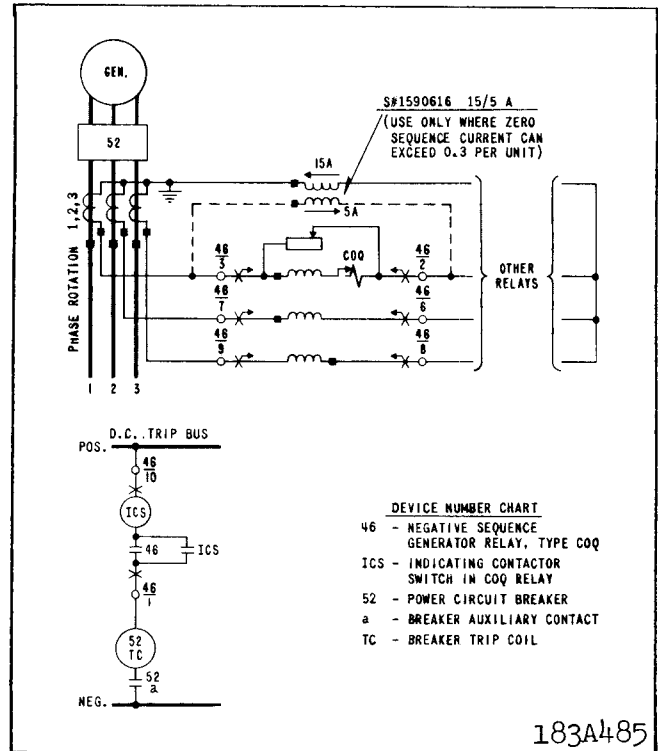 GEN.
52
S#1590616 15/5 A
(USE ONLY WHERE ZERO
SEQUENCE CURRENT CAN
EXCEED 0.3 PER UNIT)
15A
5A
PHASE ROTATION 1,2,3
46
3
COQ
46
2
46
7
46
6
46
9
46
8
OTHER
RELAYS
1 2 3
D.C. TRIP BUS
POS.
46
10
ICS
46
ICS
46
1
52
TC
52
a
NEG.
DEVICE NUMBER CHART
46 - NEGATIVE SEQUENCE
GENERATOR RELAY, TYPE COQ
ICS - INDICATING CONTACTOR
SWITCH IN COQ RELAY
52 - POWER CIRCUIT BREAKER
a - BREAKER AUXILIARY CONTACT
TC - BREAKER TRIP COIL
183A485